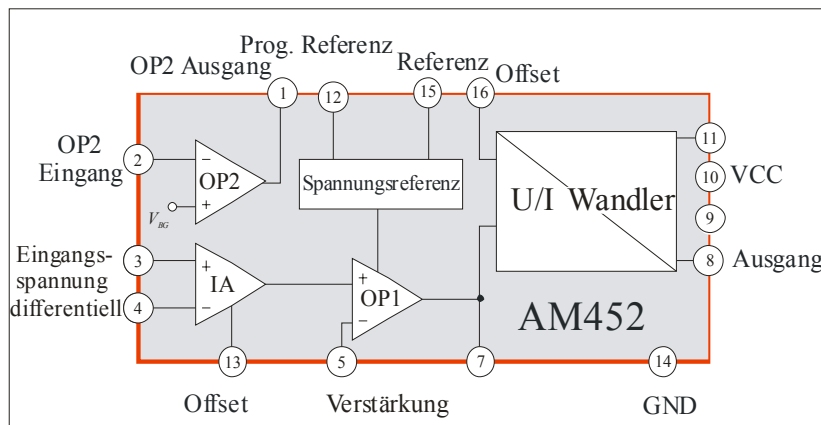 Prog. Referenz
OP2 Ausgang
Referenz
Offset
1
12
15
16
OP2
Eingang
2
−
OP2
+
V_BG
Spannungsreferenz
U/I Wandler
11
10
VCC
9
8
Ausgang
Eingangs-
spannung
differentiell
3
4
+
IA
−
+
OP1
−
AM452
13
5
7
14
Offset
Verstärkung
GND